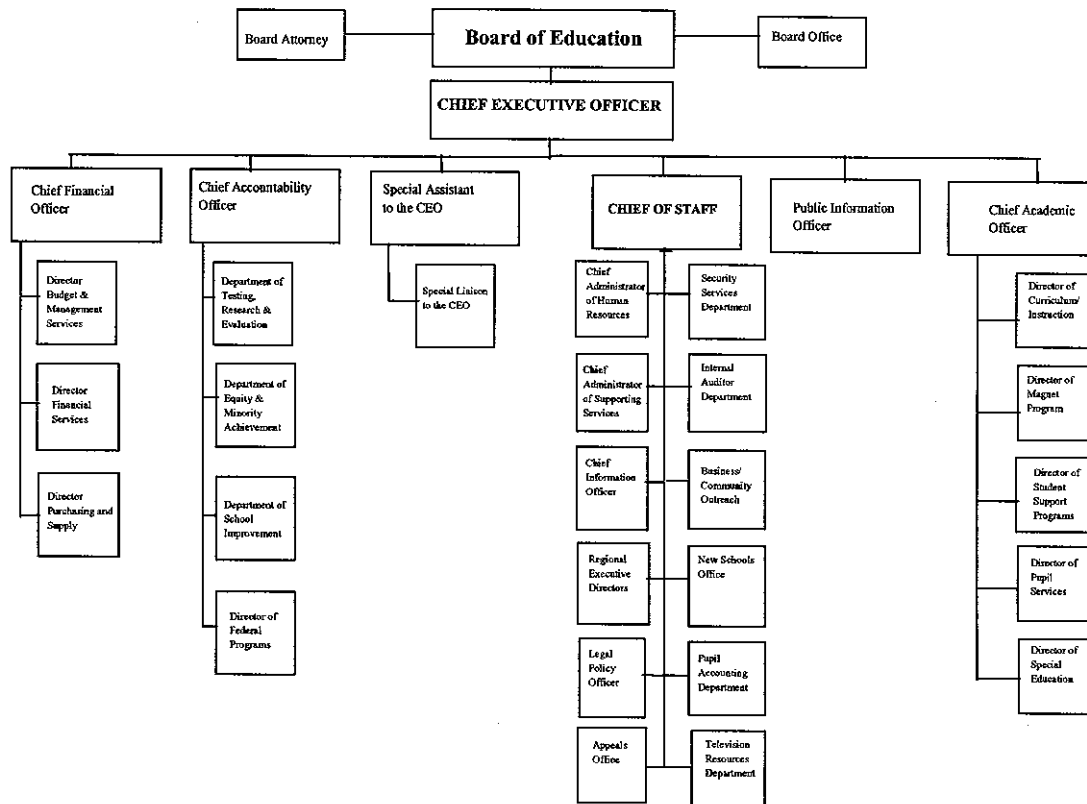 Board Attorney
Board of Education
Board Office
CHIEF EXECUTIVE OFFICER
Chief Financial
Officer
Chief Accountability
Officer
Special Assistant
to the CEO
CHIEF OF STAFF
Public Information
Officer
Chief Academic
Officer
Director
Budget &
Management
Services
Director
Financial
Services
Director
Purchasing and
Supply
Department of
Testing,
Research &
Evaluation
Department of
Equity &
Minority
Achievement
Department of
School
Improvement
Director of
Federal
Programs
Special Liaison
to the CEO
Chief
Administrator
of Human
Resources
Security
Services
Department
Chief
Administrator
of Supporting
Services
Internal
Auditor
Department
Chief
Information
Officer
Business/
Community
Outreach
Regional
Executive
Directors
New Schools
Office
Legal
Policy
Officer
Pupil
Accounting
Department
Appeals
Office
Television
Resources
Department
Director of
Curriculum/
Instruction
Director of
Magnet
Program
Director of
Student
Support
Programs
Director of
Pupil
Services
Director of
Special
Education